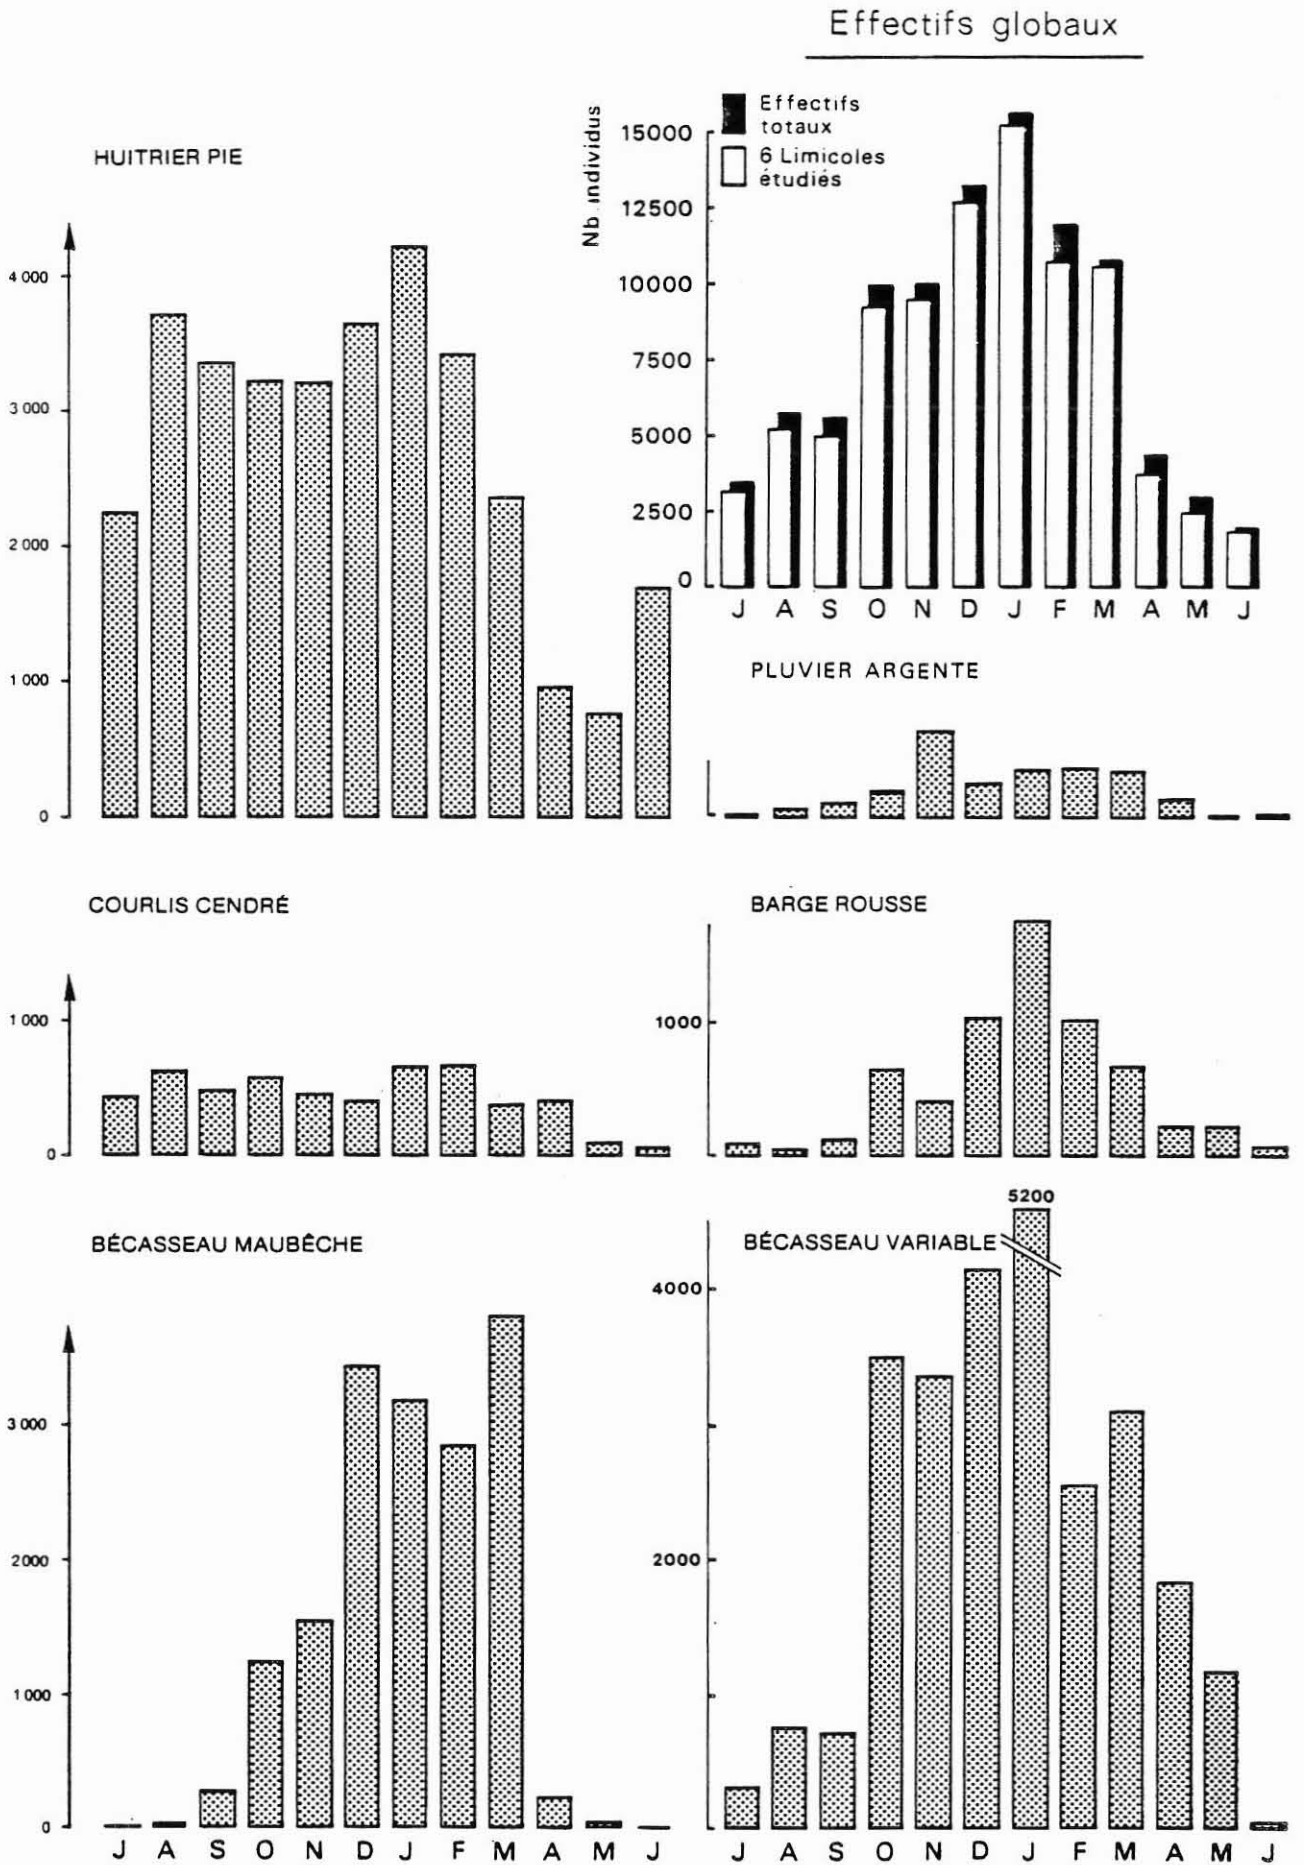 Effectifs globaux
HUITRIER PIE
4 000
3 000
2 000
1 000
0
Nb. individus
Effectifs
totaux
6 Limicoles
étudiés
15000
12500
10000
7500
5000
2500
0
J A S O N D J F M A M J
PLUVIER ARGENTE
COURLIS CENDRÉ
1 000
0
BARGE ROUSSE
1000
BÉCASSEAU MAUBÊCHE
3 000
2000
1 000
0
J A S O N D J F M A M J
5200
BÉCASSEAU VARIABLE
4000
2000
J A S O N D J F M A M J